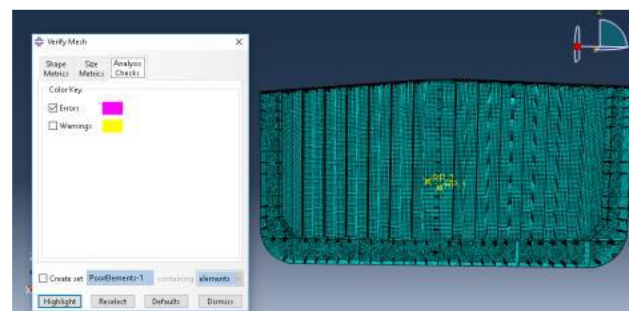 Verify Mesh
Shape Metrics
Size Metrics
Analysis Checks
Color Key
Errors
Warnings
Create set
PoorElements-1
containing
elements
Highlight
Reselect
Defaults
Dismiss